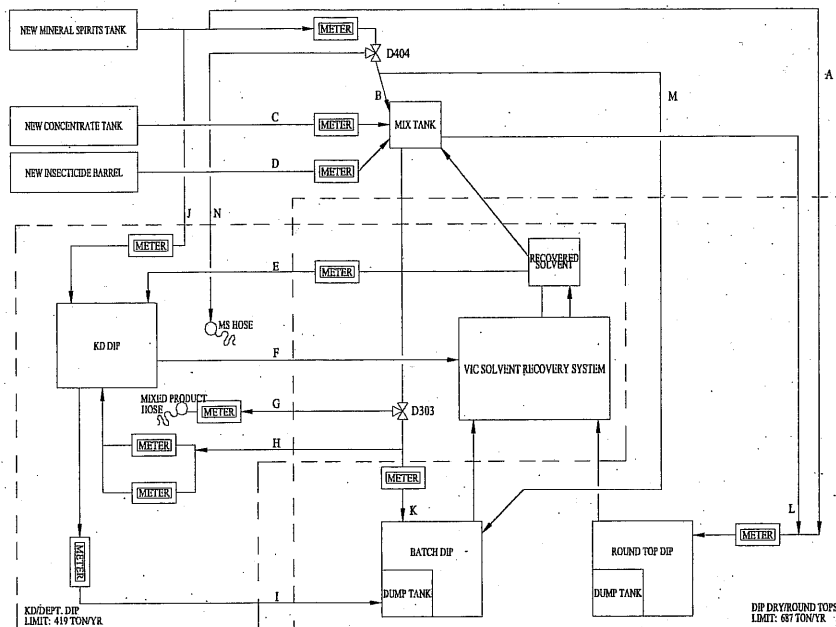 NEW MINERAL SPIRITS TANK
METER
D404
A
B
M
NEW CONCENTRATE TANK
C
METER
MIX TANK
NEW INSECTICIDE BARREL
D
METER
J
N
METER
E
METER
RECOVERED
SOLVENT
MS HOSE
KD DIP
F
VIC SOLVENT RECOVERY SYSTEM
MIXED PRODUCT
HOSE
METER
G
D303
METER
H
METER
METER
K
L
BATCH DIP
ROUND TOP DIP
METER
METER
DUMP TANK
DUMP TANK
I
KD/DEPT. DIP
LIMIT: 419 TON/YR
DIP DRY/ROUND TOPS
LIMIT: 687 TON/YR